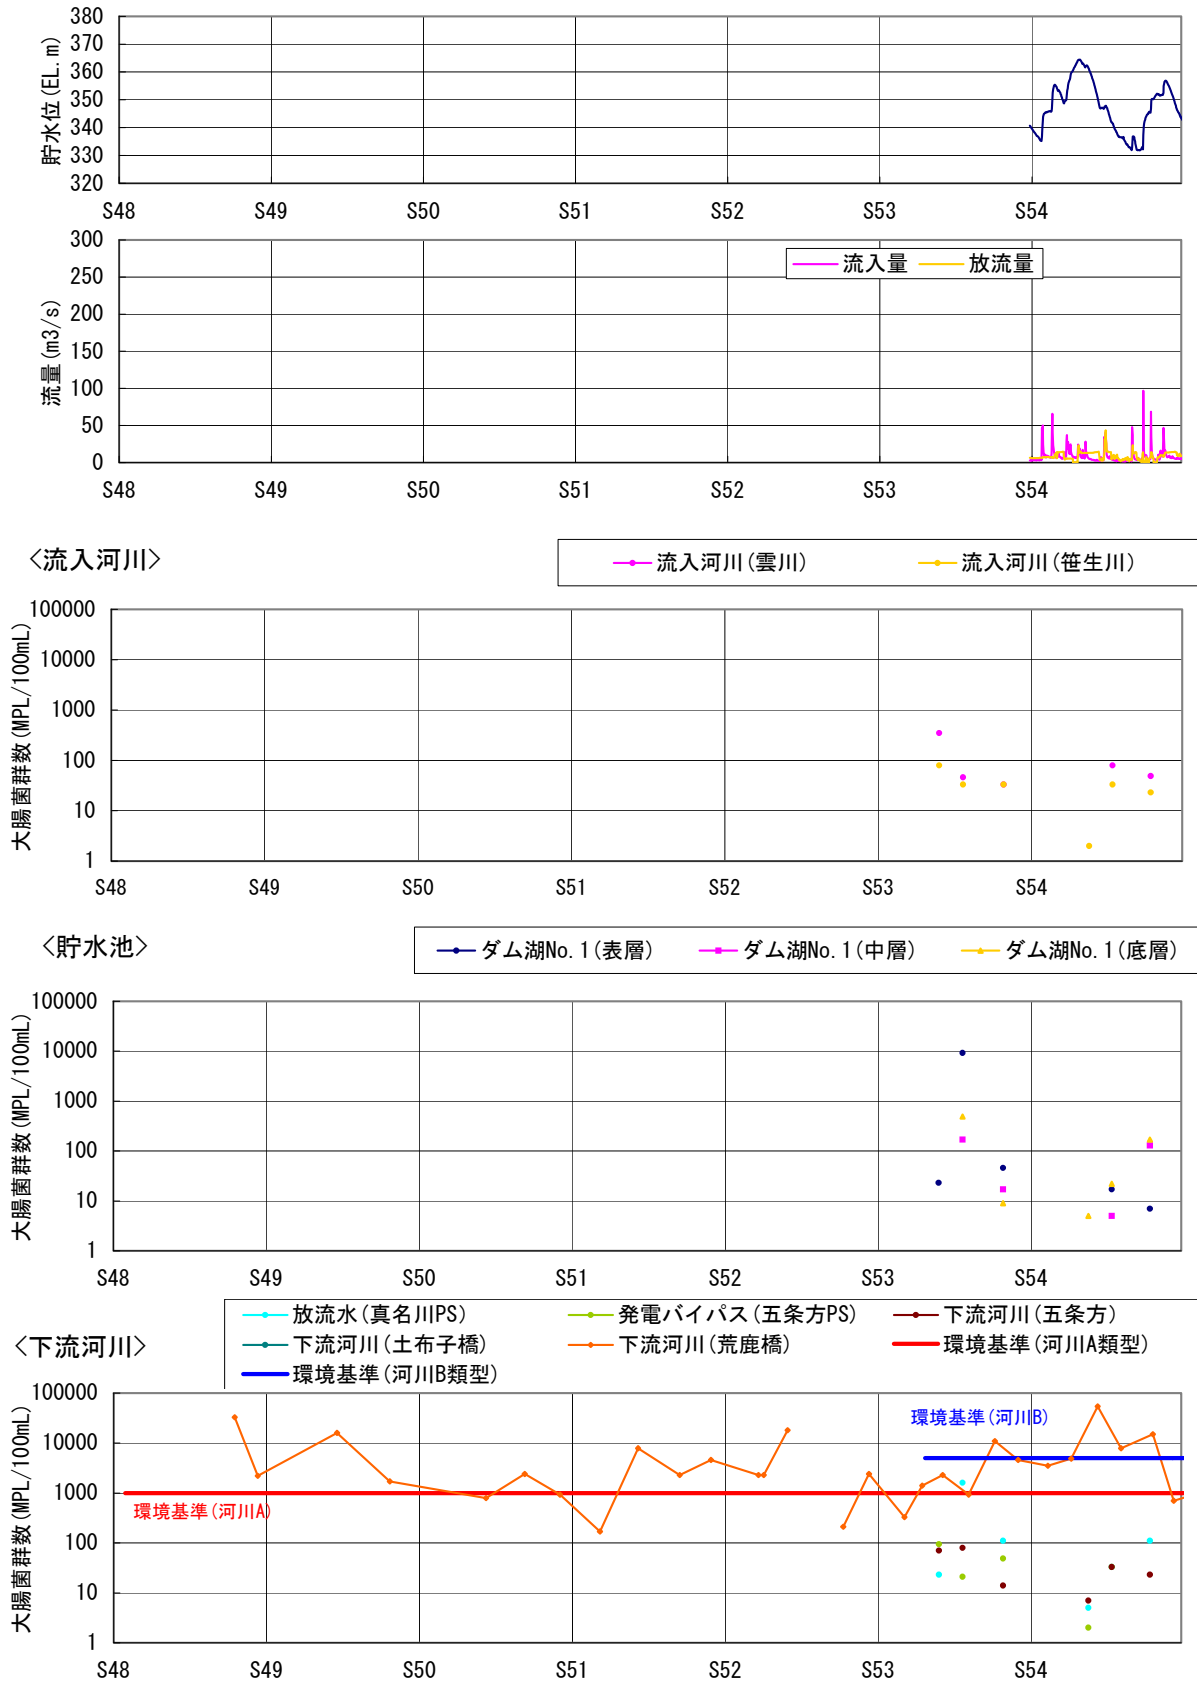 貯水位(EL.m)
380
370
360
350
340
330
320
S48 S49 S50 S51 S52 S53 S54
流量(m3/s)
流入量 放流量
300
250
200
150
100
50
0
S48 S49 S50 S51 S52 S53 S54
<流入河川>
流入河川(雲川) 流入河川(笹生川)
大腸菌群数(MPL/100mL)
100000
10000
1000
100
10
1
S48 S49 S50 S51 S52 S53 S54
<貯水池>
ダム湖No.1(表層) ダム湖No.1(中層) ダム湖No.1(底層)
大腸菌群数(MPL/100mL)
100000
10000
1000
100
10
1
S48 S49 S50 S51 S52 S53 S54
<下流河川>
放流水(真名川PS) 発電バイパス(五条方PS) 下流河川(五条方)
下流河川(土布子橋) 下流河川(荒鹿橋) 環境基準(河川A類型)
環境基準(河川B類型)
大腸菌群数(MPL/100mL)
100000
10000
1000
100
10
1
環境基準(河川B)
環境基準(河川A)
S48 S49 S50 S51 S52 S53 S54